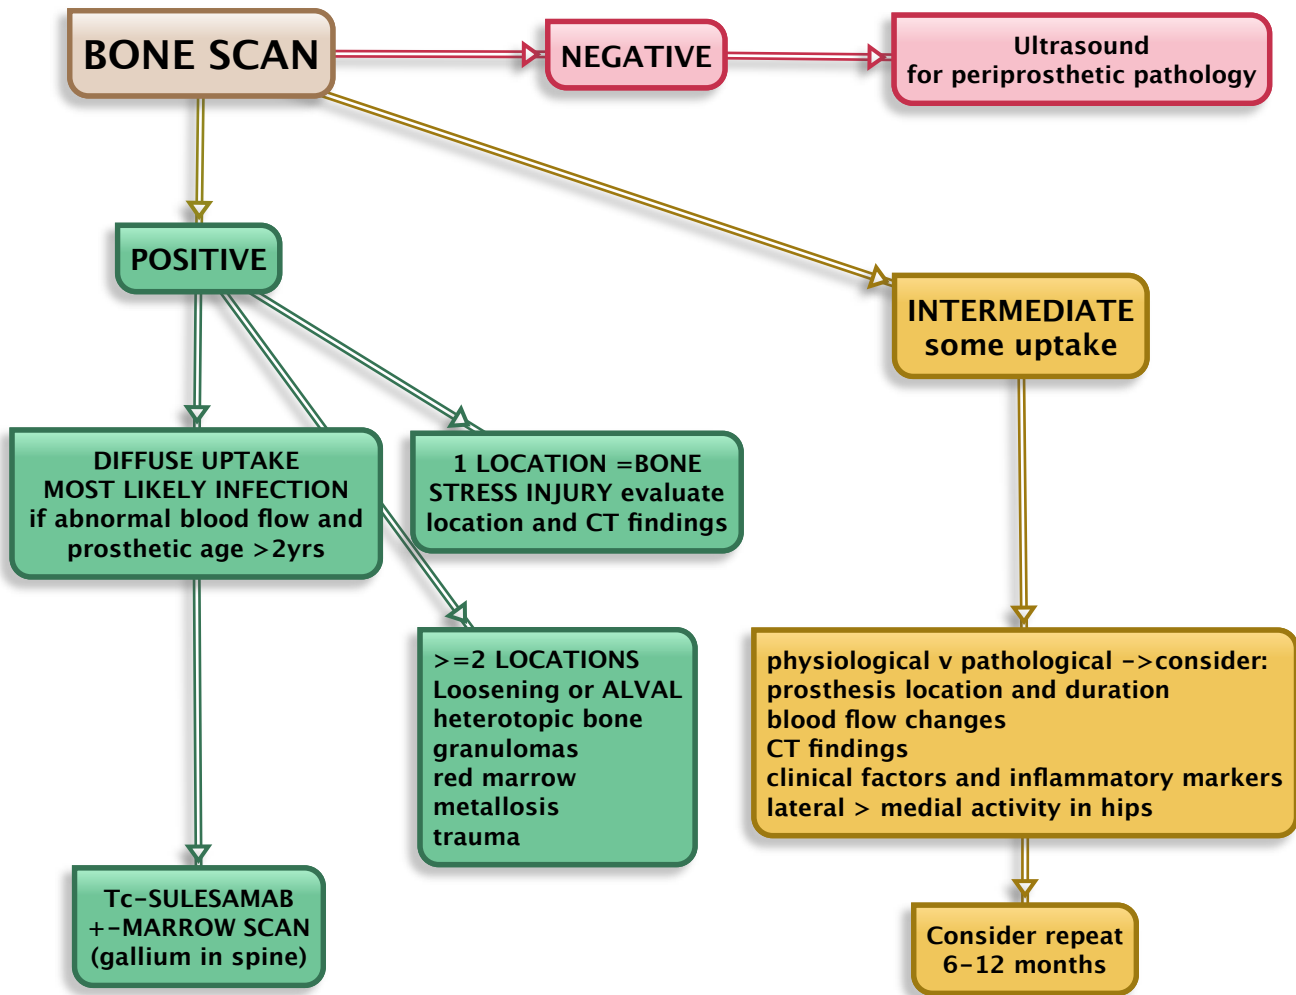 BONE SCAN
NEGATIVE
Ultrasound
for periprosthetic pathology
POSITIVE
INTERMEDIATE
some uptake
DIFFUSE UPTAKE
MOST LIKELY INFECTION
if abnormal blood flow and
prosthetic age >2yrs
1 LOCATION =BONE
STRESS INJURY evaluate
location and CT findings
>=2 LOCATIONS
Loosening or ALVAL
heterotopic bone
granulomas
red marrow
metallosis
trauma
physiological v pathological ->consider:
prosthesis location and duration
blood flow changes
CT findings
clinical factors and inflammatory markers
lateral > medial activity in hips
Tc-SULESAMAB
+-MARROW SCAN
(gallium in spine)
Consider repeat
6-12 months